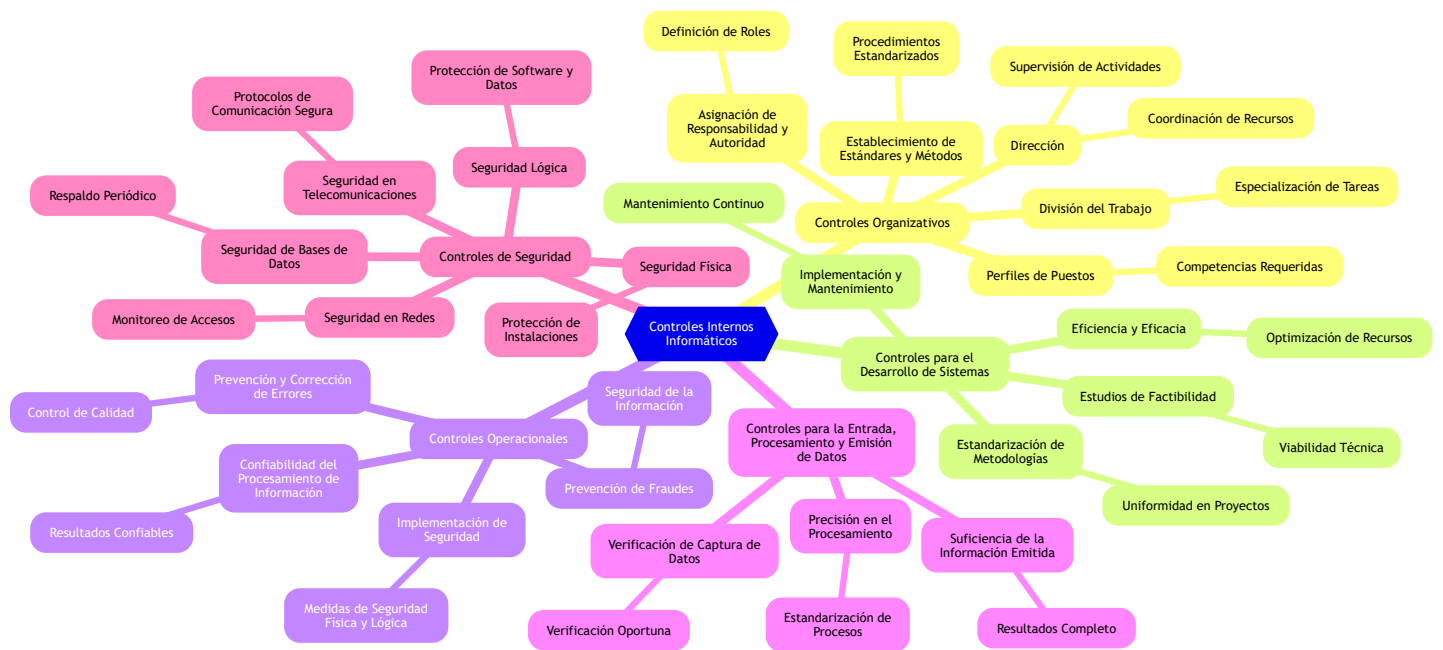 Controles Internos
Informáticos
Controles Organizativos
Asignación de
Responsabilidad y
Autoridad
Definición de Roles
Establecimiento de
Estándares y Métodos
Procedimientos
Estandarizados
Dirección
Supervisión de Actividades
Coordinación de Recursos
División del Trabajo
Especialización de Tareas
Perfiles de Puestos
Competencias Requeridas
Controles para el
Desarrollo de Sistemas
Implementación y
Mantenimiento
Mantenimiento Continuo
Eficiencia y Eficacia
Optimización de Recursos
Estudios de Factibilidad
Viabilidad Técnica
Estandarización de
Metodologías
Uniformidad en Proyectos
Controles para la Entrada,
Procesamiento y Emisión
de Datos
Verificación de Captura de
Datos
Verificación Oportuna
Precisión en el
Procesamiento
Estandarización de
Procesos
Suficiencia de la
Información Emitida
Resultados Completo
Controles Operacionales
Prevención y Corrección
de Errores
Control de Calidad
Confiabilidad del
Procesamiento de
Información
Resultados Confiables
Implementación de
Seguridad
Medidas de Seguridad
Física y Lógica
Prevención de Fraudes
Seguridad de la
Información
Controles de Seguridad
Seguridad Lógica
Protección de Software y
Datos
Seguridad en
Telecomunicaciones
Protocolos de
Comunicación Segura
Seguridad de Bases de
Datos
Respaldo Periódico
Seguridad en Redes
Monitoreo de Accesos
Seguridad Física
Protección de
Instalaciones